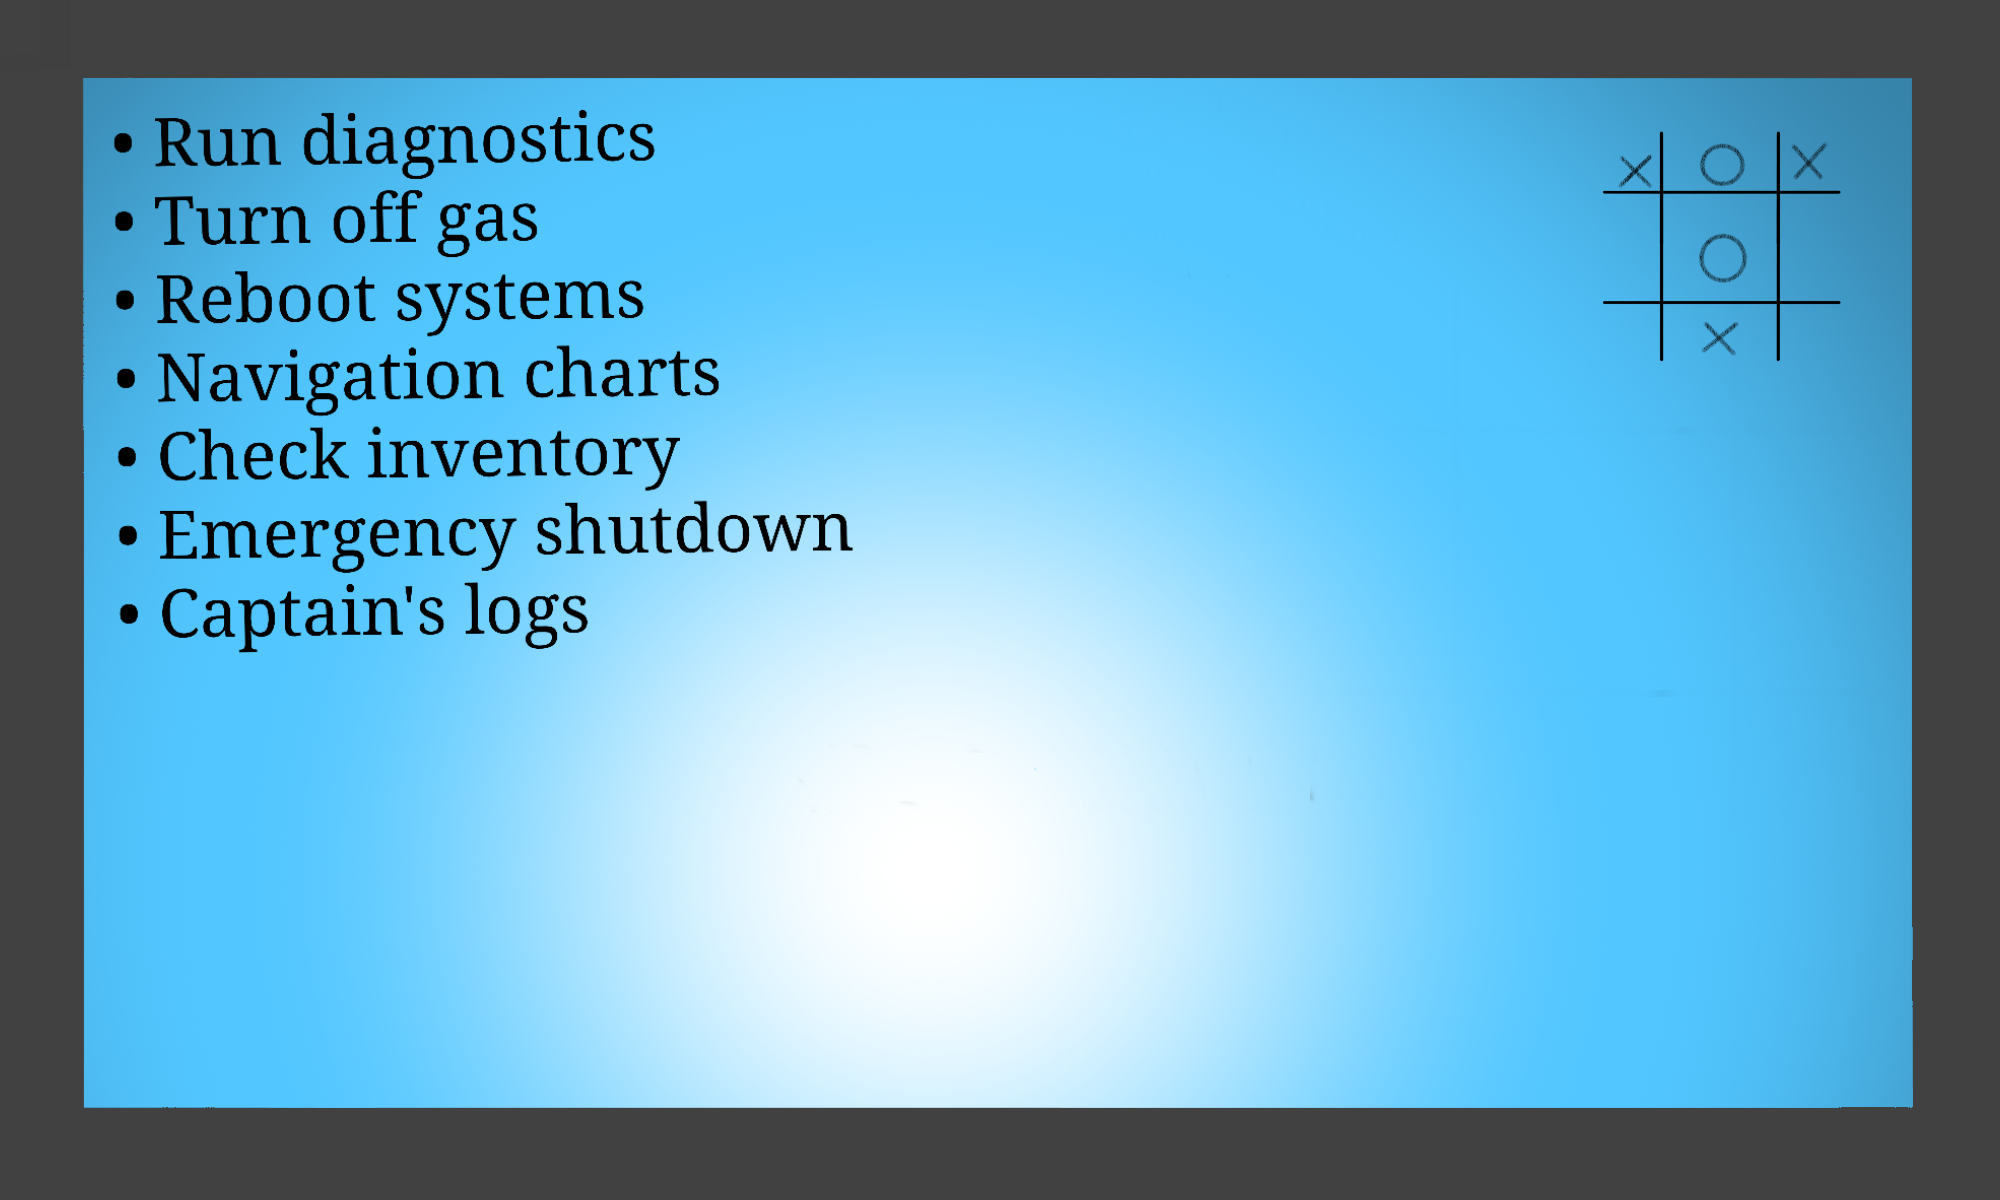 • Run diagnostics
• Turn off gas
• Reboot systems
• Navigation charts
• Check inventory
• Emergency shutdown
• Captain's logs
X O X
O
X